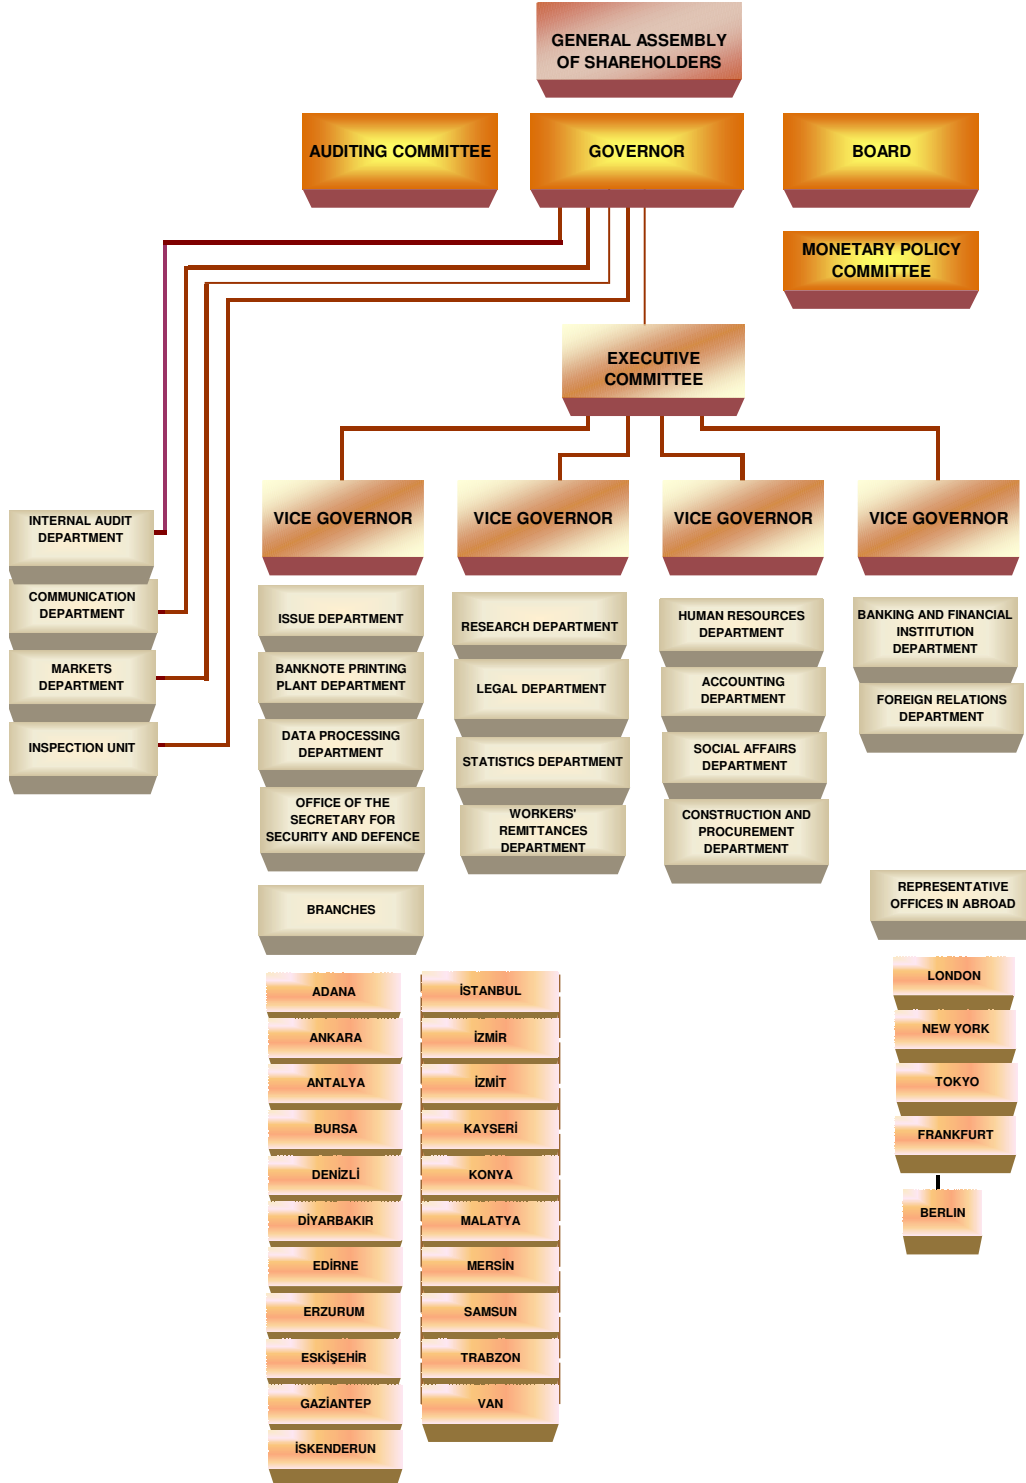 GENERAL ASSEMBLY
OF SHAREHOLDERS
AUDITING COMMITTEE
GOVERNOR
BOARD
MONETARY POLICY
COMMITTEE
EXECUTIVE
COMMITTEE
VICE GOVERNOR
VICE GOVERNOR
VICE GOVERNOR
VICE GOVERNOR
INTERNAL AUDIT
DEPARTMENT
COMMUNICATION
DEPARTMENT
MARKETS
DEPARTMENT
INSPECTION UNIT
ISSUE DEPARTMENT
BANKNOTE PRINTING
PLANT DEPARTMENT
DATA PROCESSING
DEPARTMENT
OFFICE OF THE
SECRETARY FOR
SECURITY AND DEFENCE
BRANCHES
RESEARCH DEPARTMENT
LEGAL DEPARTMENT
STATISTICS DEPARTMENT
WORKERS'
REMITTANCES
DEPARTMENT
HUMAN RESOURCES
DEPARTMENT
ACCOUNTING
DEPARTMENT
SOCIAL AFFAIRS
DEPARTMENT
CONSTRUCTION AND
PROCUREMENT
DEPARTMENT
BANKING AND FINANCIAL
INSTITUTION
DEPARTMENT
FOREIGN RELATIONS
DEPARTMENT
REPRESENTATIVE
OFFICES IN ABROAD
LONDON
NEW YORK
TOKYO
FRANKFURT
BERLIN
ADANA
ANKARA
ANTALYA
BURSA
DENİZLİ
DİYARBAKIR
EDİRNE
ERZURUM
ESKİŞEHİR
GAZİANTEP
İSKENDERUN
İSTANBUL
İZMİR
İZMİT
KAYSERİ
KONYA
MALATYA
MERSİN
SAMSUN
TRABZON
VAN